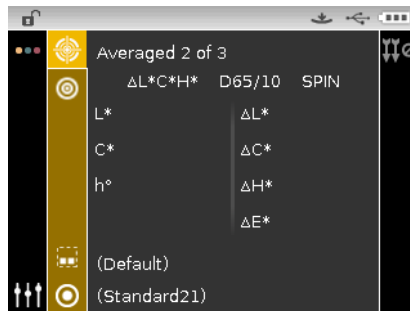 Averaged 2 of 3
ΔL*C*H* D65/10 SPIN
L* ΔL*
C* ΔC*
h° ΔH*
ΔE*
(Default)
(Standard21)